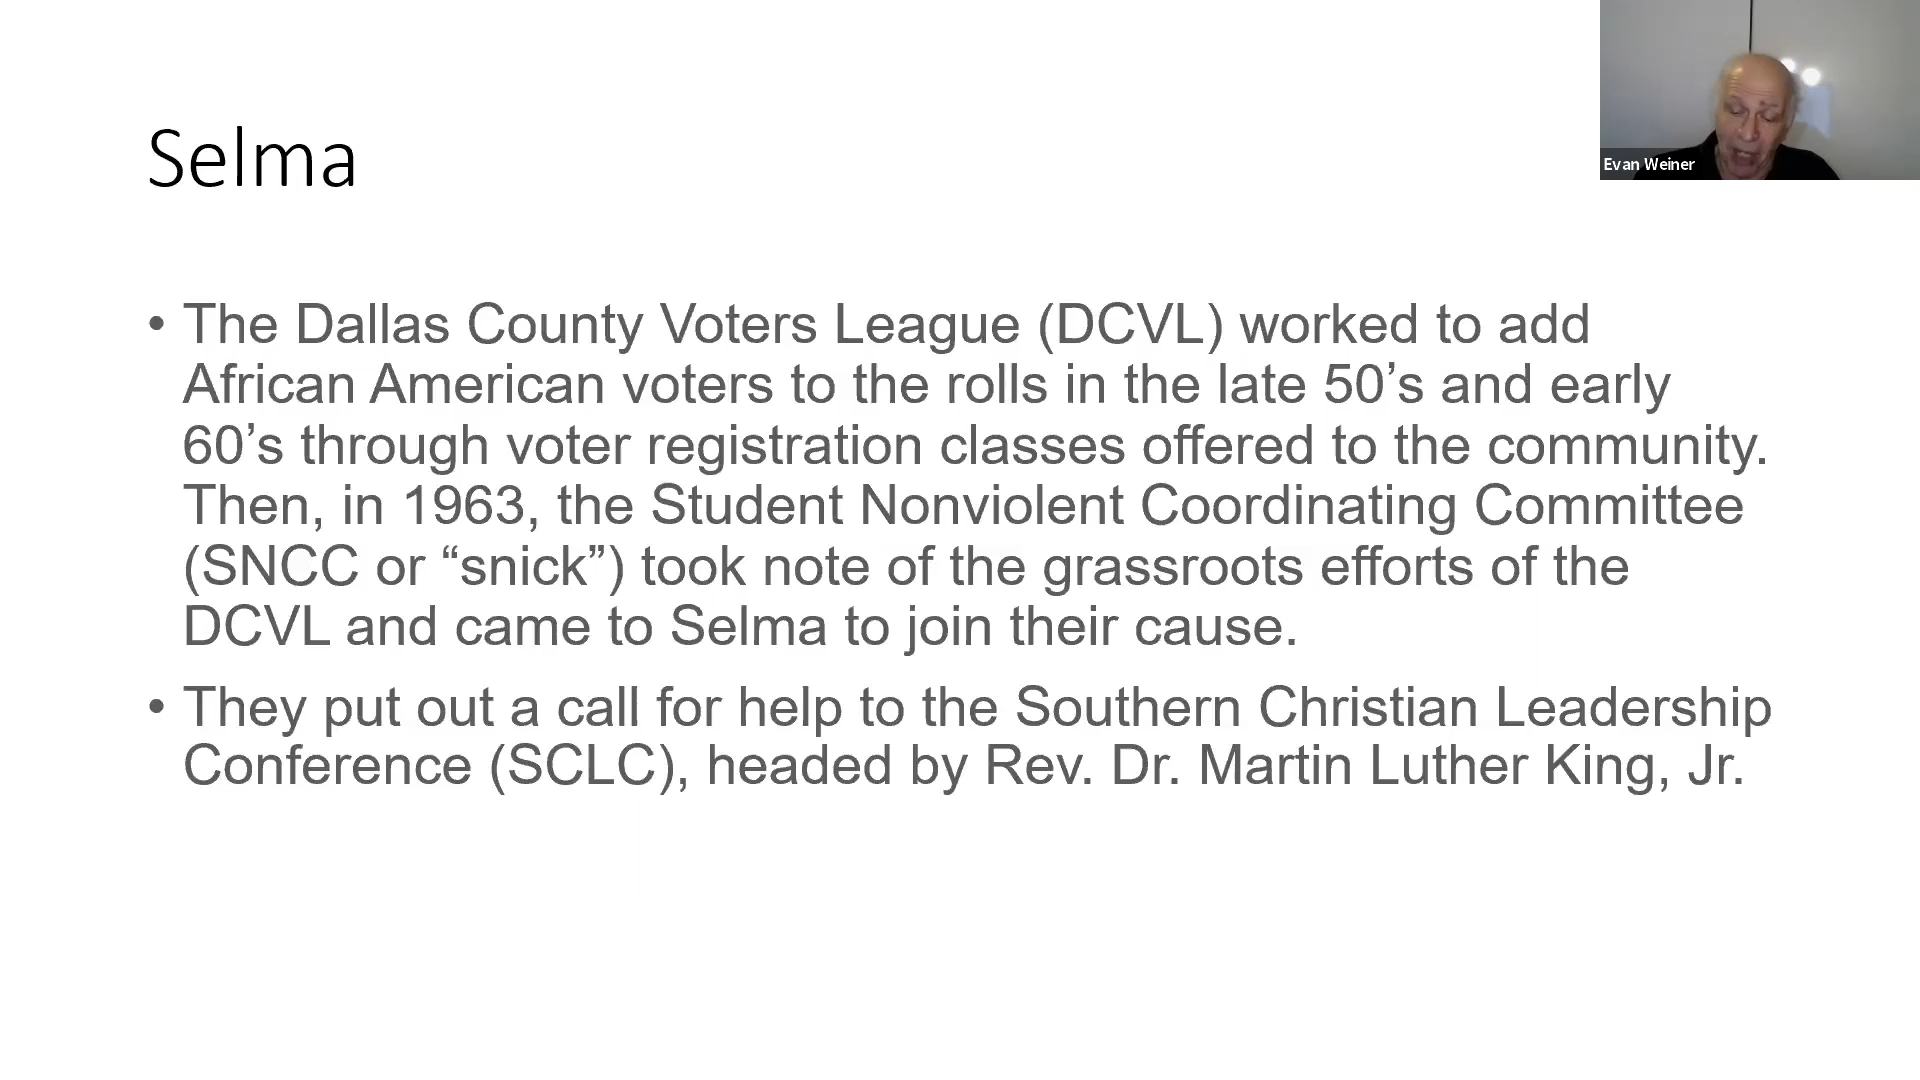 Selma
Evan Weiner
• The Dallas County Voters League (DCVL) worked to add
African American voters to the rolls in the late 50’s and early
60’s through voter registration classes offered to the community.
Then, in 1963, the Student Nonviolent Coordinating Committee
(SNCC or “snick”) took note of the grassroots efforts of the
DCVL and came to Selma to join their cause.
• They put out a call for help to the Southern Christian Leadership
Conference (SCLC), headed by Rev. Dr. Martin Luther King, Jr.